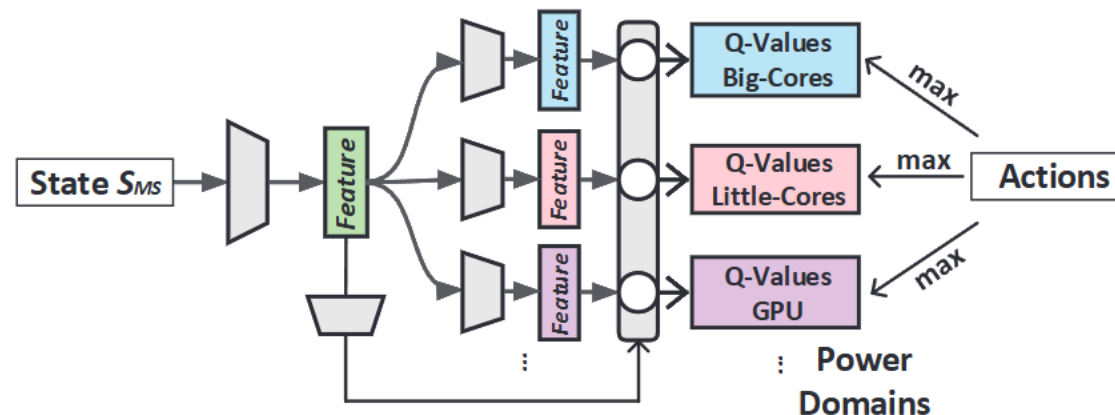 State S_MS
Feature
Feature
Feature
Feature
...
Q-Values
Big-Cores
Q-Values
Little-Cores
Q-Values
GPU
...
Power
Domains
max
max
max
Actions